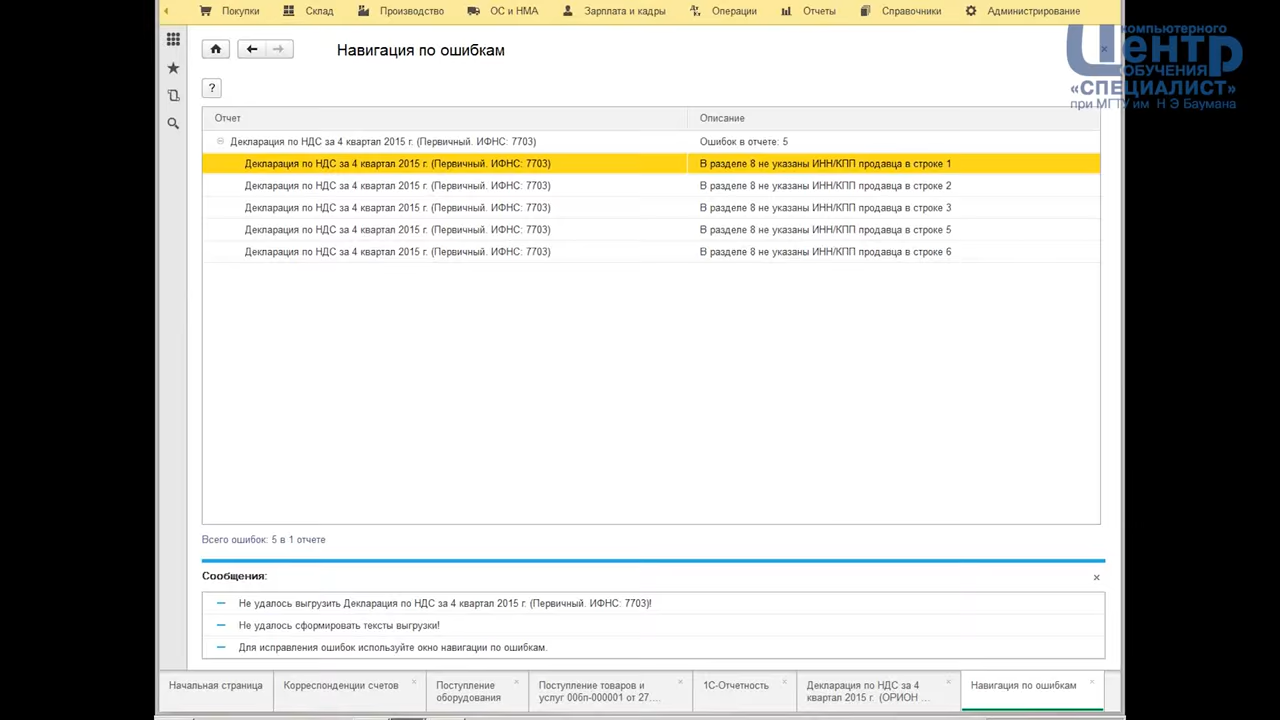 Покупки Склад Производство ОС и НМА Зарплата и кадры Операции Отчеты Справочники Администрирование
компьютерного
Центр
ОБУЧЕНИЯ
«СПЕЦИАЛИСТ»
при МГТУ им Н Э Баумана
Навигация по ошибкам
?
Отчет Описание
Декларация по НДС за 4 квартал 2015 г. (Первичный. ИФНС: 7703) Ошибок в отчете: 5
Декларация по НДС за 4 квартал 2015 г. (Первичный. ИФНС: 7703) В разделе 8 не указаны ИНН/КПП продавца в строке 1
Декларация по НДС за 4 квартал 2015 г. (Первичный. ИФНС: 7703) В разделе 8 не указаны ИНН/КПП продавца в строке 2
Декларация по НДС за 4 квартал 2015 г. (Первичный. ИФНС: 7703) В разделе 8 не указаны ИНН/КПП продавца в строке 3
Декларация по НДС за 4 квартал 2015 г. (Первичный. ИФНС: 7703) В разделе 8 не указаны ИНН/КПП продавца в строке 5
Декларация по НДС за 4 квартал 2015 г. (Первичный. ИФНС: 7703) В разделе 8 не указаны ИНН/КПП продавца в строке 6
Всего ошибок: 5 в 1 отчете
Сообщения:
Не удалось выгрузить Декларация по НДС за 4 квартал 2015 г. (Первичный. ИФНС: 7703)!
Не удалось сформировать тексты выгрузки!
Для исправления ошибок используйте окно навигации по ошибкам.
Начальная страница
Корреспонденции счетов
Поступление
оборудования
Поступление товаров и
услуг 00бп-000001 от 27....
1С-Отчетность
Декларация по НДС за 4
квартал 2015 г. (ОРИОН ...
Навигация по ошибкам